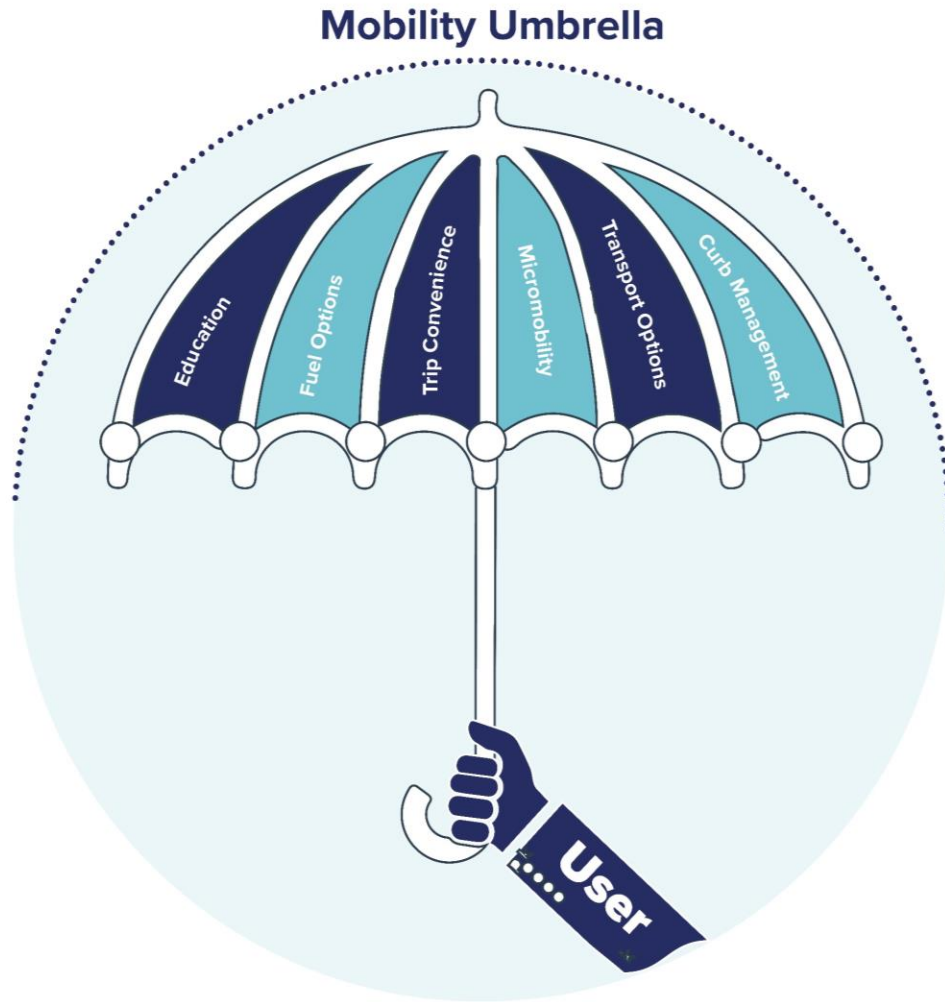 Mobility Umbrella
Education
Fuel Options
Trip Convenience
Micromobility
Transport Options
Curb Management
User